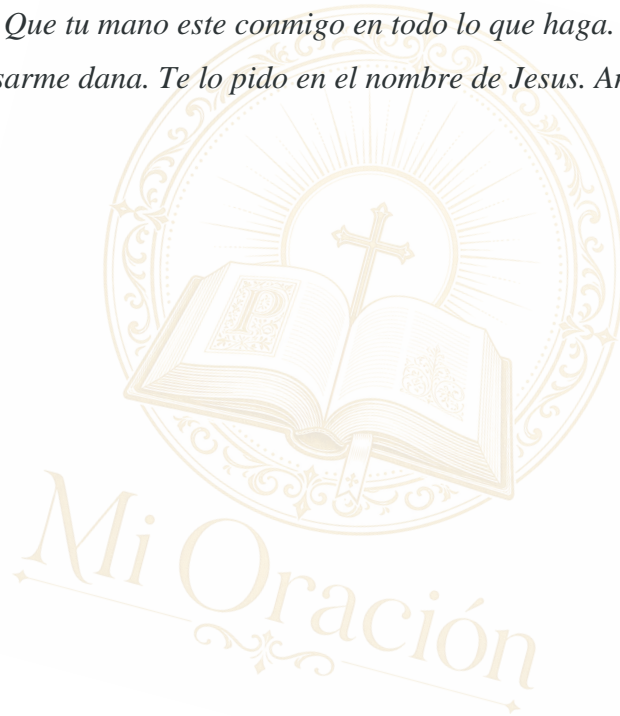 Que tu mano este conmigo en todo lo que haga.
sarme dana. Te lo pido en el nombre de Jesus.
P
Mi Oración